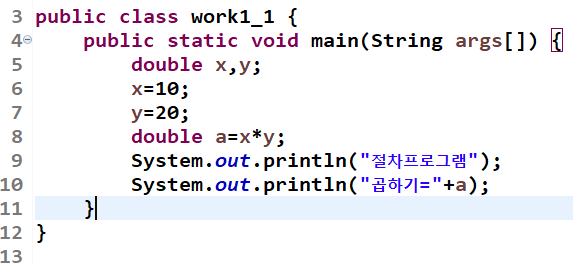 3 public class work1_1 {
4 public static void main(String args[]) {
5 double x,y;
6 x=10;
7 y=20;
8 double a=x*y;
9 System.out.println("절차프로그램");
10 System.out.println("곱하기="+a);
11 }
12 }
13